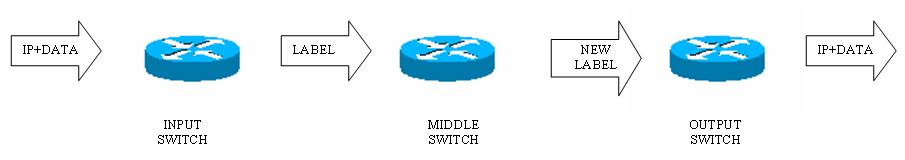 IP+DATA
LABEL
NEW
LABEL
IP+DATA
INPUT
SWITCH
MIDDLE
SWITCH
OUTPUT
SWITCH